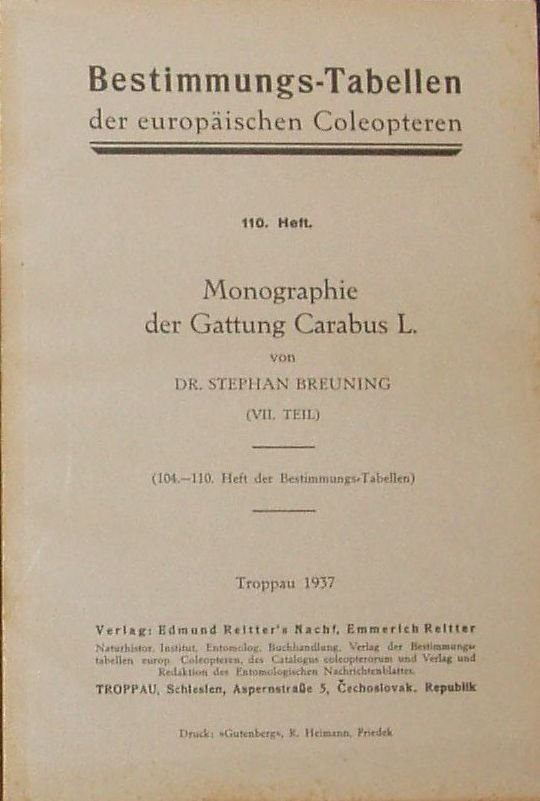 Bestimmungs-Tabellen
der europäischen Coleopteren
110. Heft.
Monographie
der Gattung Carabus L.
von
DR. STEPHAN BREUNING
(VII. TEIL)
(104.—110. Heft der Bestimmungs-Tabellen)
Troppau 1937
Verlag: Edmund Reitter's Nachf. Emmerich Reitter
Naturhistor. Institut, Entomolog. Buchhandlung, Verlag der Bestimmungs-
tabellen europ. Coleopteren, des Catalogus coleopterorum und Verlag und
Redaktion des Entomologischen Nachrichtenblattes.
TROPPAU, Schlesien, Aspernstraße 5, Čechoslovak. Republik
Druck: »Gutenberg«, R. Heimann, Friedek